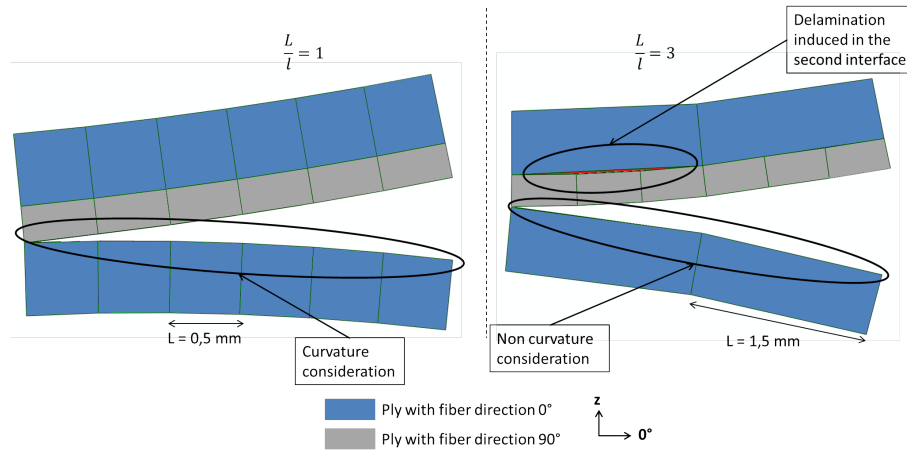 L/l = 1
L/l = 3
Delamination
induced in the
second interface
L = 0,5 mm
Curvature
consideration
Non curvature
consideration
L = 1,5 mm
Ply with fiber direction 0°
Ply with fiber direction 90°
z
0°